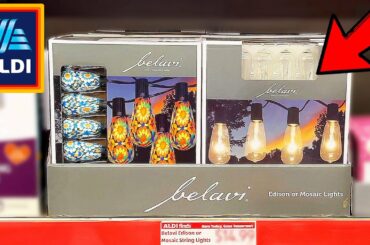 ALDI
belavi
belavi
belavi
Edison or Mosaic Lights
ALDI finds
Belavi Edison or
Mosaic String Lights